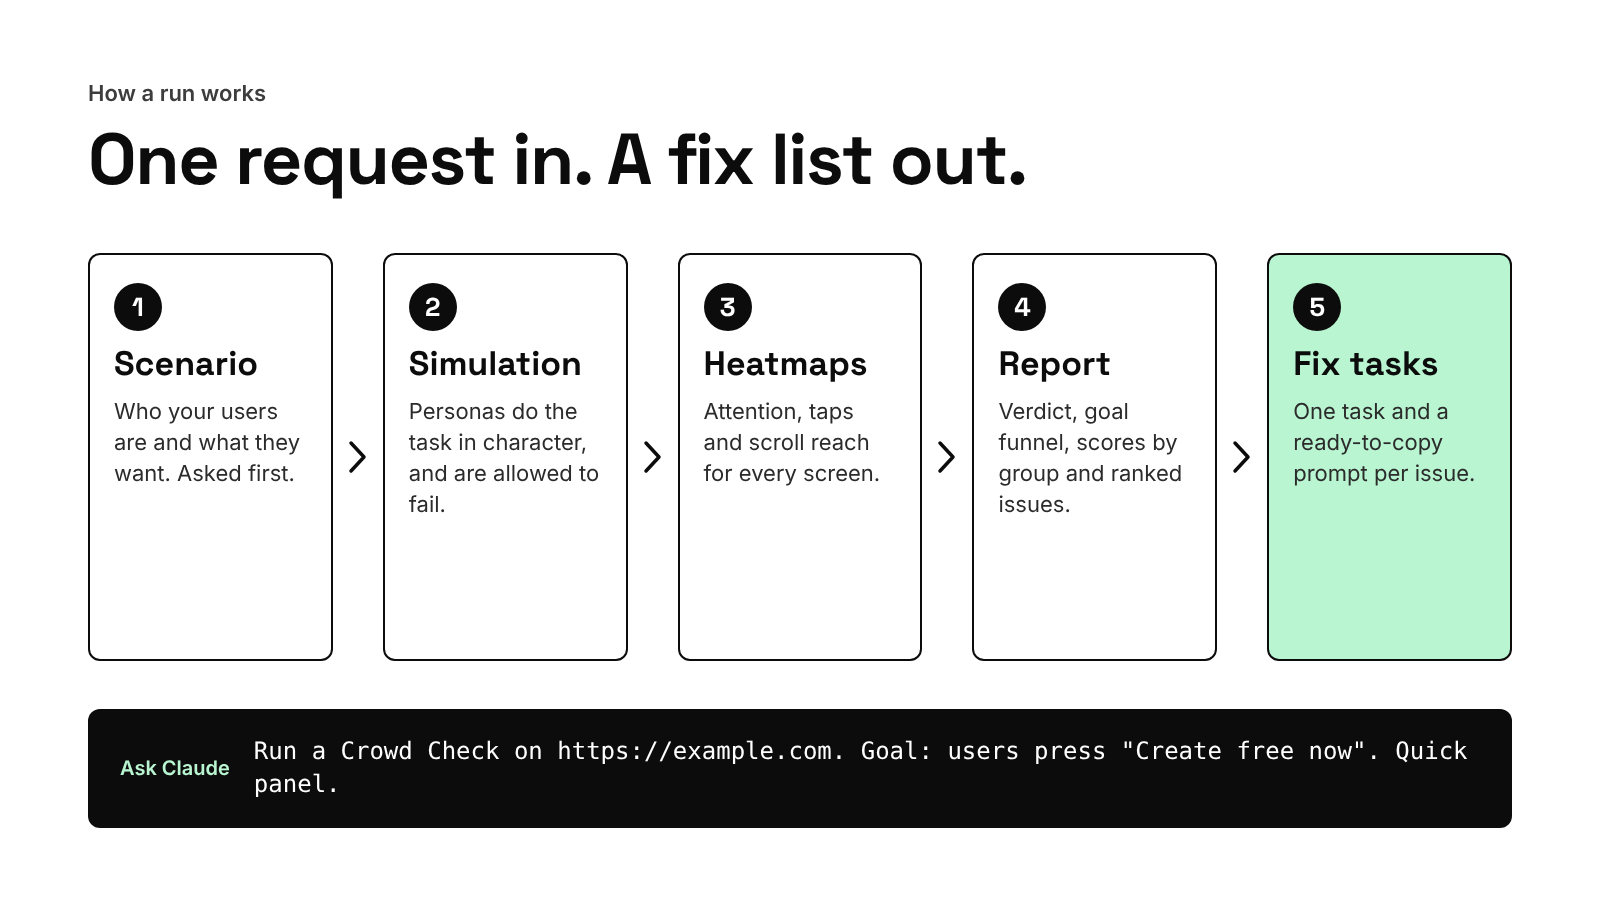 How a run works
One request in. A fix list out.
1
Scenario
Who your users
are and what they
want. Asked first.
2
Simulation
Personas do the
task in character,
and are allowed to
fail.
3
Heatmaps
Attention, taps
and scroll reach
for every screen.
4
Report
Verdict, goal
funnel, scores by
group and ranked
issues.
5
Fix tasks
One task and a
ready-to-copy
prompt per issue.
Ask Claude
Run a Crowd Check on https://example.com. Goal: users press "Create free now". Quick
panel.